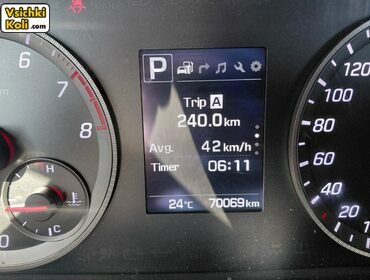 Vsichki
Koli .com
P
Trip A
240.0 km
Avg. 42 km/h
Timer 06:11
24°C 70069 km
6
7
8
H
C
0
120
100
80
60
40
20